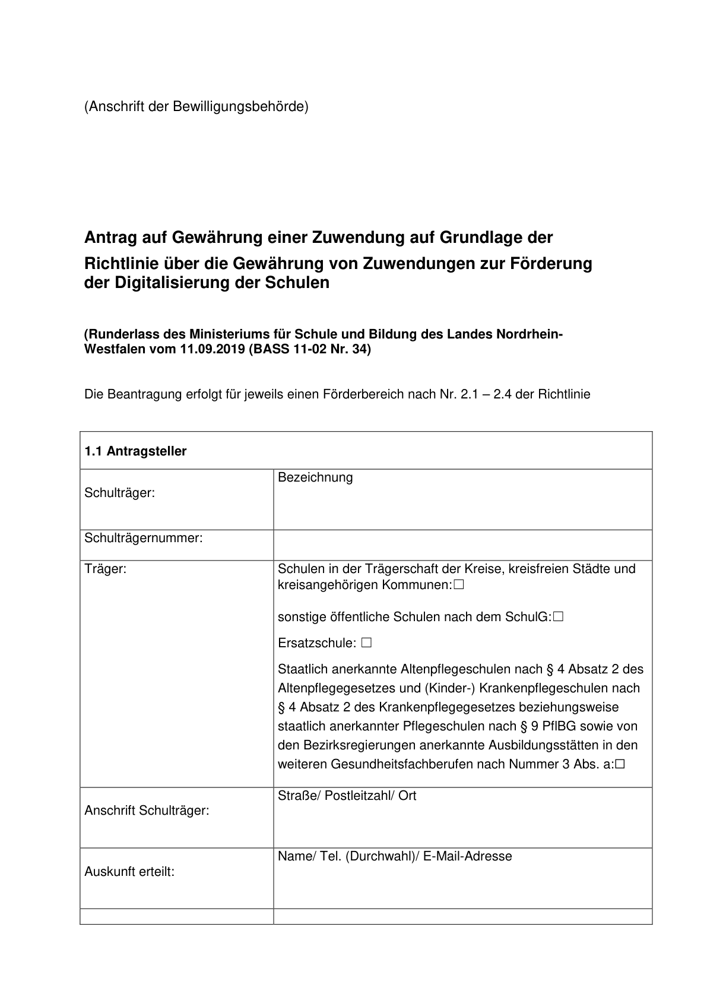 (Anschrift der Bewilligungsbehörde)
Antrag auf Gewährung einer Zuwendung auf Grundlage der
Richtlinie über die Gewährung von Zuwendungen zur Förderung
der Digitalisierung der Schulen
(Runderlass des Ministeriums für Schule und Bildung des Landes Nordrhein-
Westfalen vom 11.09.2019 (BASS 11-02 Nr. 34)
Die Beantragung erfolgt für jeweils einen Förderbereich nach Nr. 2.1 – 2.4 der Richtlinie
1.1 Antragsteller
Schulträger:
Bezeichnung
Schulträgernummer:
Träger:
Schulen in der Trägerschaft der Kreise, kreisfreien Städte und
kreisangehörigen Kommunen:☐
sonstige öffentliche Schulen nach dem SchulG:☐
Ersatzschule: ☐
Staatlich anerkannte Altenpflegeschulen nach § 4 Absatz 2 des
Altenpflegegesetzes und (Kinder-) Krankenpflegeschulen nach
§ 4 Absatz 2 des Krankenpflegegesetzes beziehungsweise
staatlich anerkannter Pflegeschulen nach § 9 PflBG sowie von
den Bezirksregierungen anerkannte Ausbildungsstätten in den
weiteren Gesundheitsfachberufen nach Nummer 3 Abs. a:☐
Anschrift Schulträger:
Straße/ Postleitzahl/ Ort
Auskunft erteilt:
Name/ Tel. (Durchwahl)/ E-Mail-Adresse